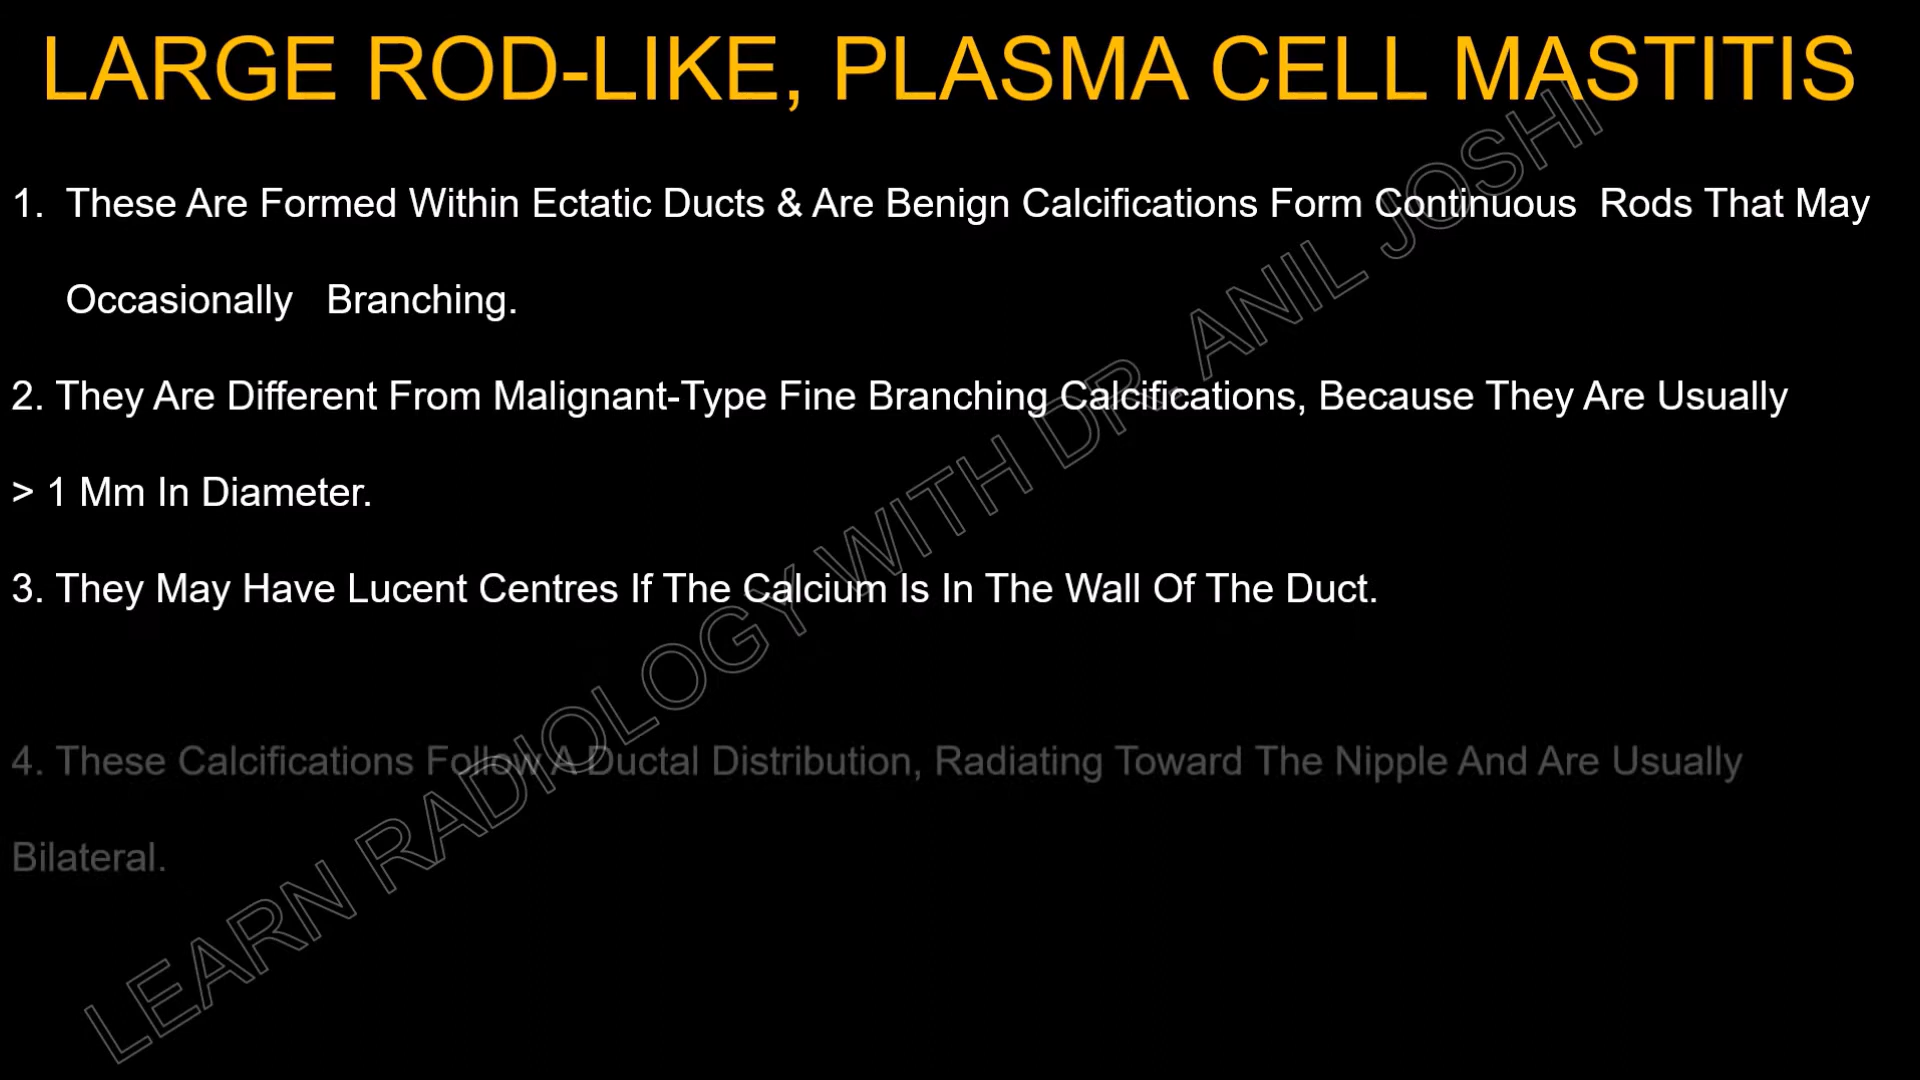 LARGE ROD-LIKE, PLASMA CELL MASTITIS
1. These Are Formed Within Ectatic Ducts & Are Benign Calcifications Form Continuous Rods That May
Occasionally Branching.
2. They Are Different From Malignant-Type Fine Branching Calcifications, Because They Are Usually
> 1 Mm In Diameter.
3. They May Have Lucent Centres If The Calcium Is In The Wall Of The Duct.
4. These Calcifications Follow A Ductal Distribution, Radiating Toward The Nipple And Are Usually
Bilateral.
LEARN RADIOLOGY WITH DR. ANIL JOSHI